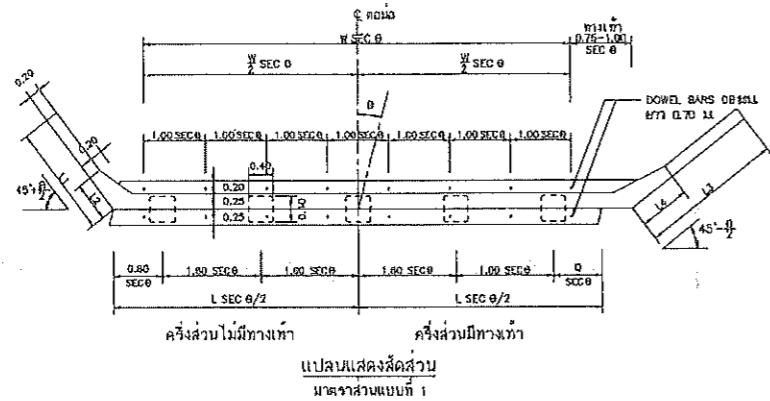 ℄ ตอม่อ
W SEC θ
ทางเท้า
0.75-1.00
SEC θ
W/2 SEC θ
W/2 SEC θ
0.20
θ
DOWEL BARS
ยาว 0.70 ม.
1.00 SEC θ 1.00 SEC θ 1.00 SEC θ 1.00 SEC θ 1.00 SEC θ 1.00 SEC θ 1.00 SEC θ
0.20
0.40
L1
L2
0.20
0.25
0.25
0.40
L4
L3
45°+θ/2
45°-θ/2
0.80
SEC θ
1.60 SEC θ
1.60 SEC θ
1.60 SEC θ
SEC θ
L SEC θ/2
L SEC θ/2
ครึ่งส่วนไม่มีทางเท้า
ครึ่งส่วนมีทางเท้า
แปลนแสดงสัดส่วน
มาตราส่วนแบบที่ 1